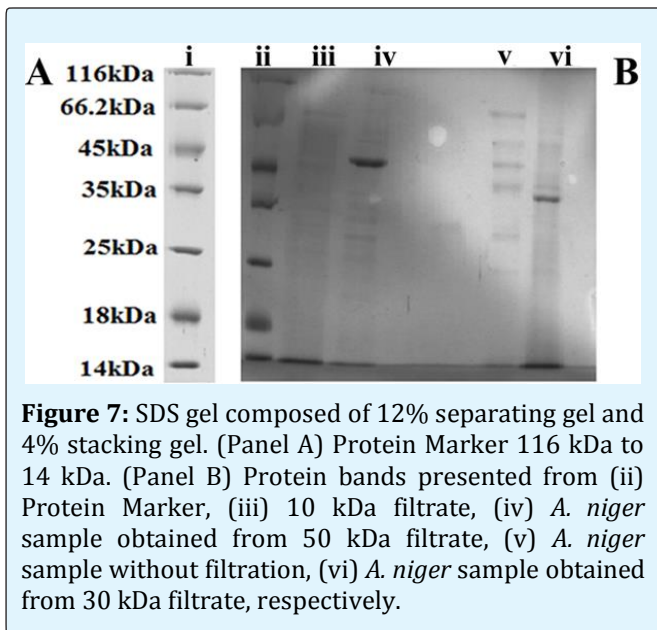 A
i
ii
iii
iv
v
vi
B
116kDa
66.2kDa
45kDa
35kDa
25kDa
18kDa
14kDa
Figure 7: SDS gel composed of 12% separating gel and
4% stacking gel. (Panel A) Protein Marker 116 kDa to
14 kDa. (Panel B) Protein bands presented from (ii)
Protein Marker, (iii) 10 kDa filtrate, (iv) A. niger
sample obtained from 50 kDa filtrate, (v) A. niger
sample without filtration, (vi) A. niger sample obtained
from 30 kDa filtrate, respectively.